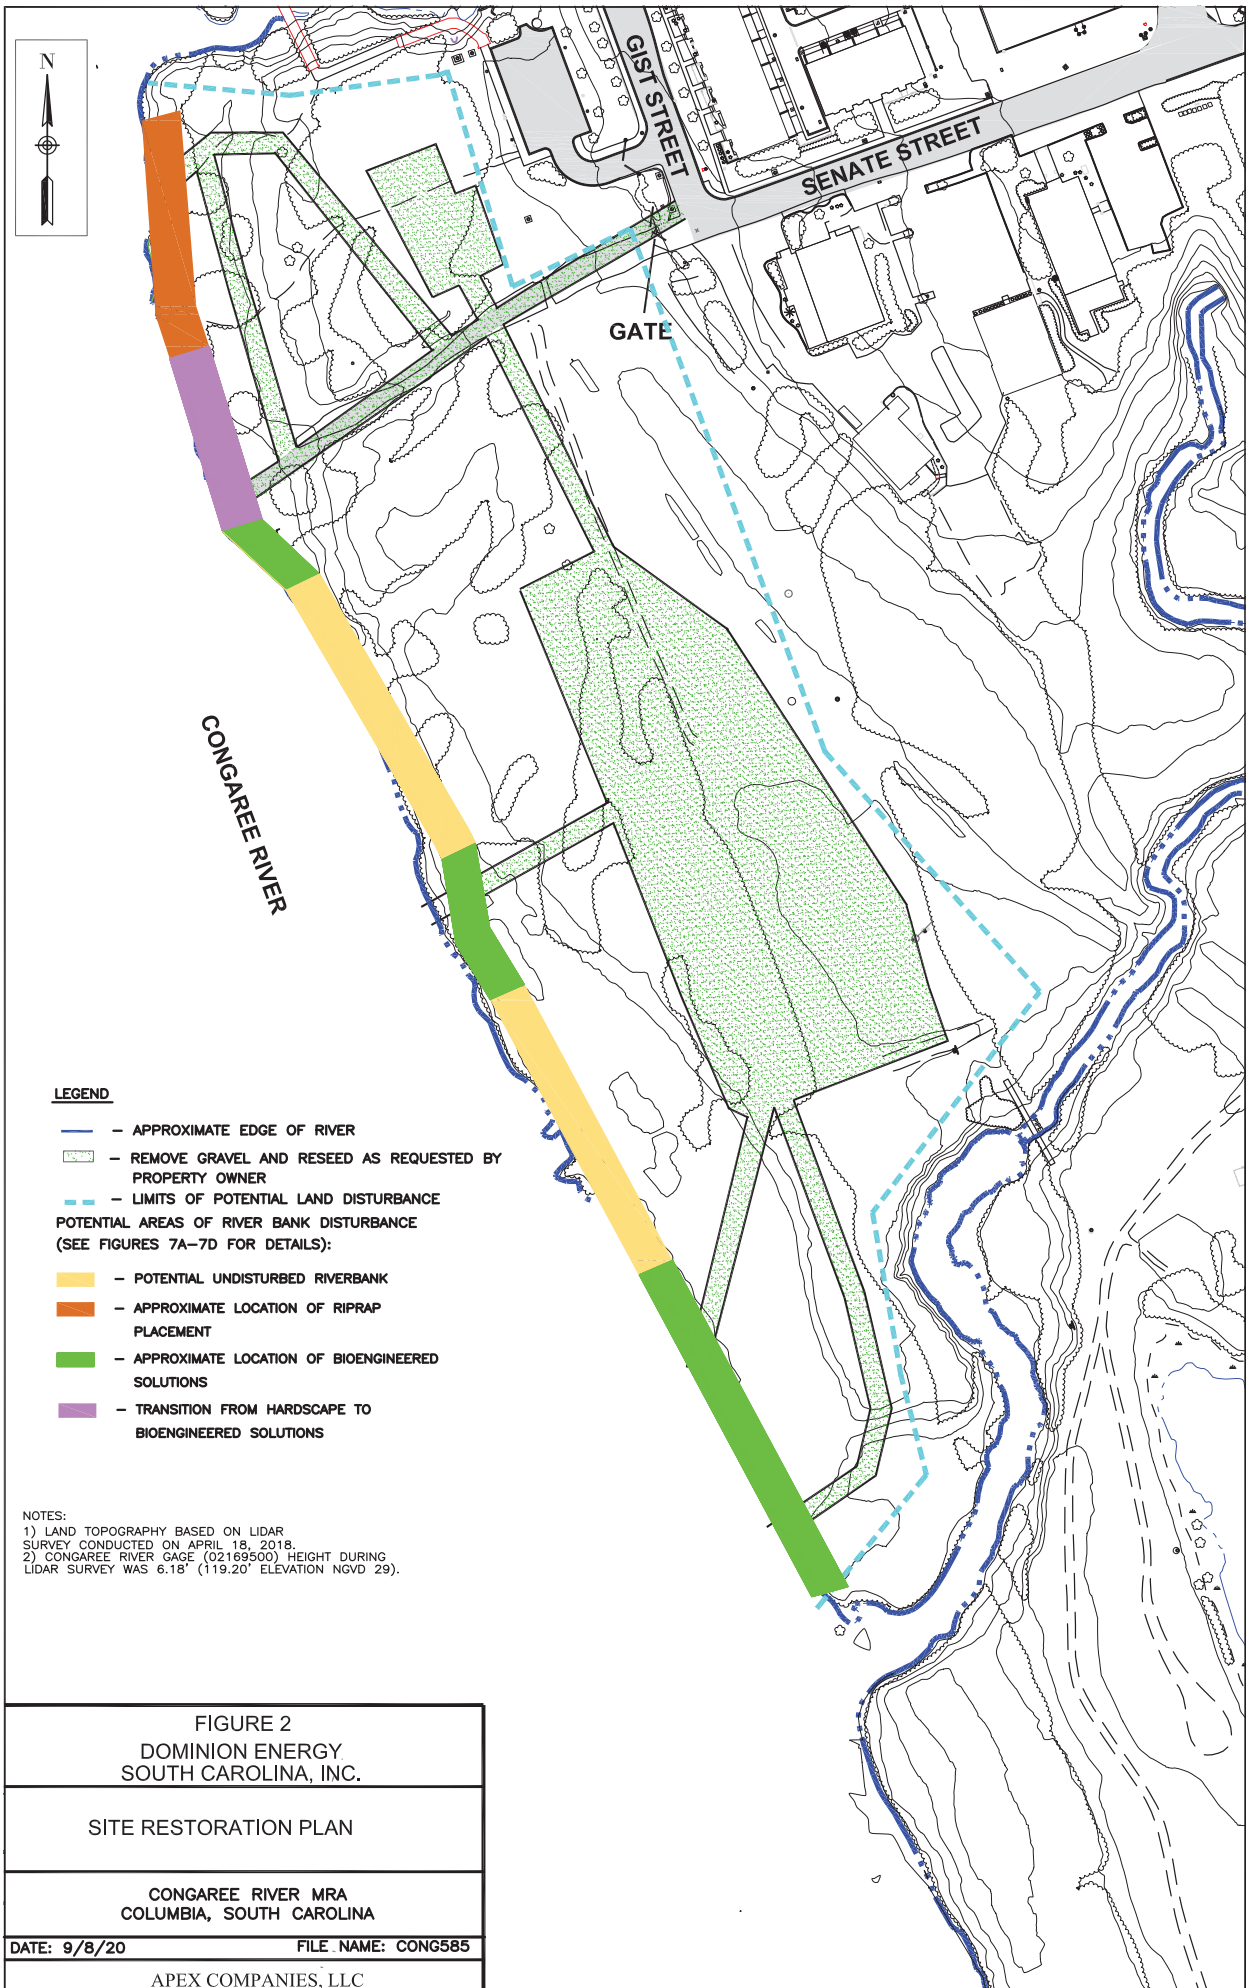 N
GIST STREET
SENATE STREET
GATE
CONGAREE RIVER
LEGEND
– APPROXIMATE EDGE OF RIVER
– REMOVE GRAVEL AND RESEED AS REQUESTED BY
PROPERTY OWNER
– LIMITS OF POTENTIAL LAND DISTURBANCE
POTENTIAL AREAS OF RIVER BANK DISTURBANCE
(SEE FIGURES 7A–7D FOR DETAILS):
– POTENTIAL UNDISTURBED RIVERBANK
– APPROXIMATE LOCATION OF RIPRAP
PLACEMENT
– APPROXIMATE LOCATION OF BIOENGINEERED
SOLUTIONS
– TRANSITION FROM HARDSCAPE TO
BIOENGINEERED SOLUTIONS
NOTES:
1) LAND TOPOGRAPHY BASED ON LIDAR
SURVEY CONDUCTED ON APRIL 18, 2018.
2) CONGAREE RIVER GAGE (02169500) HEIGHT DURING
LIDAR SURVEY WAS 6.18' (119.20' ELEVATION NGVD 29).
FIGURE 2
DOMINION ENERGY
SOUTH CAROLINA, INC.
SITE RESTORATION PLAN
CONGAREE RIVER MRA
COLUMBIA, SOUTH CAROLINA
DATE: 9/8/20 FILE NAME: CONG585
APEX COMPANIES, LLC